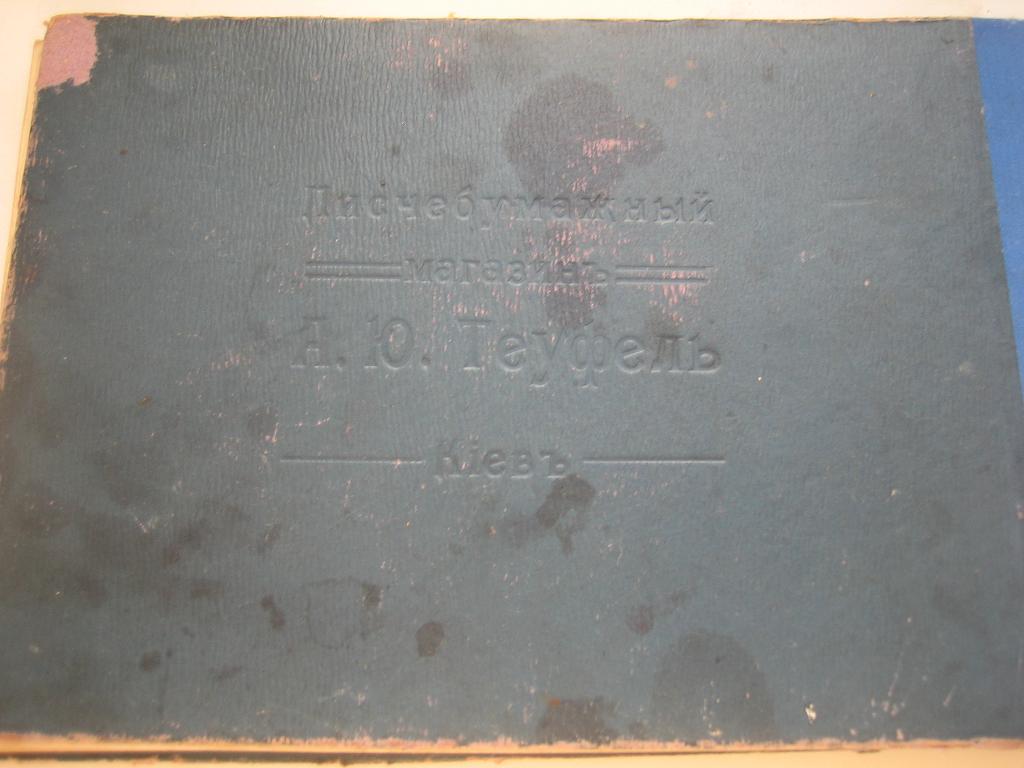 Писчебумажный
магазинъ
А. Ю. Теуфель
Кіевъ